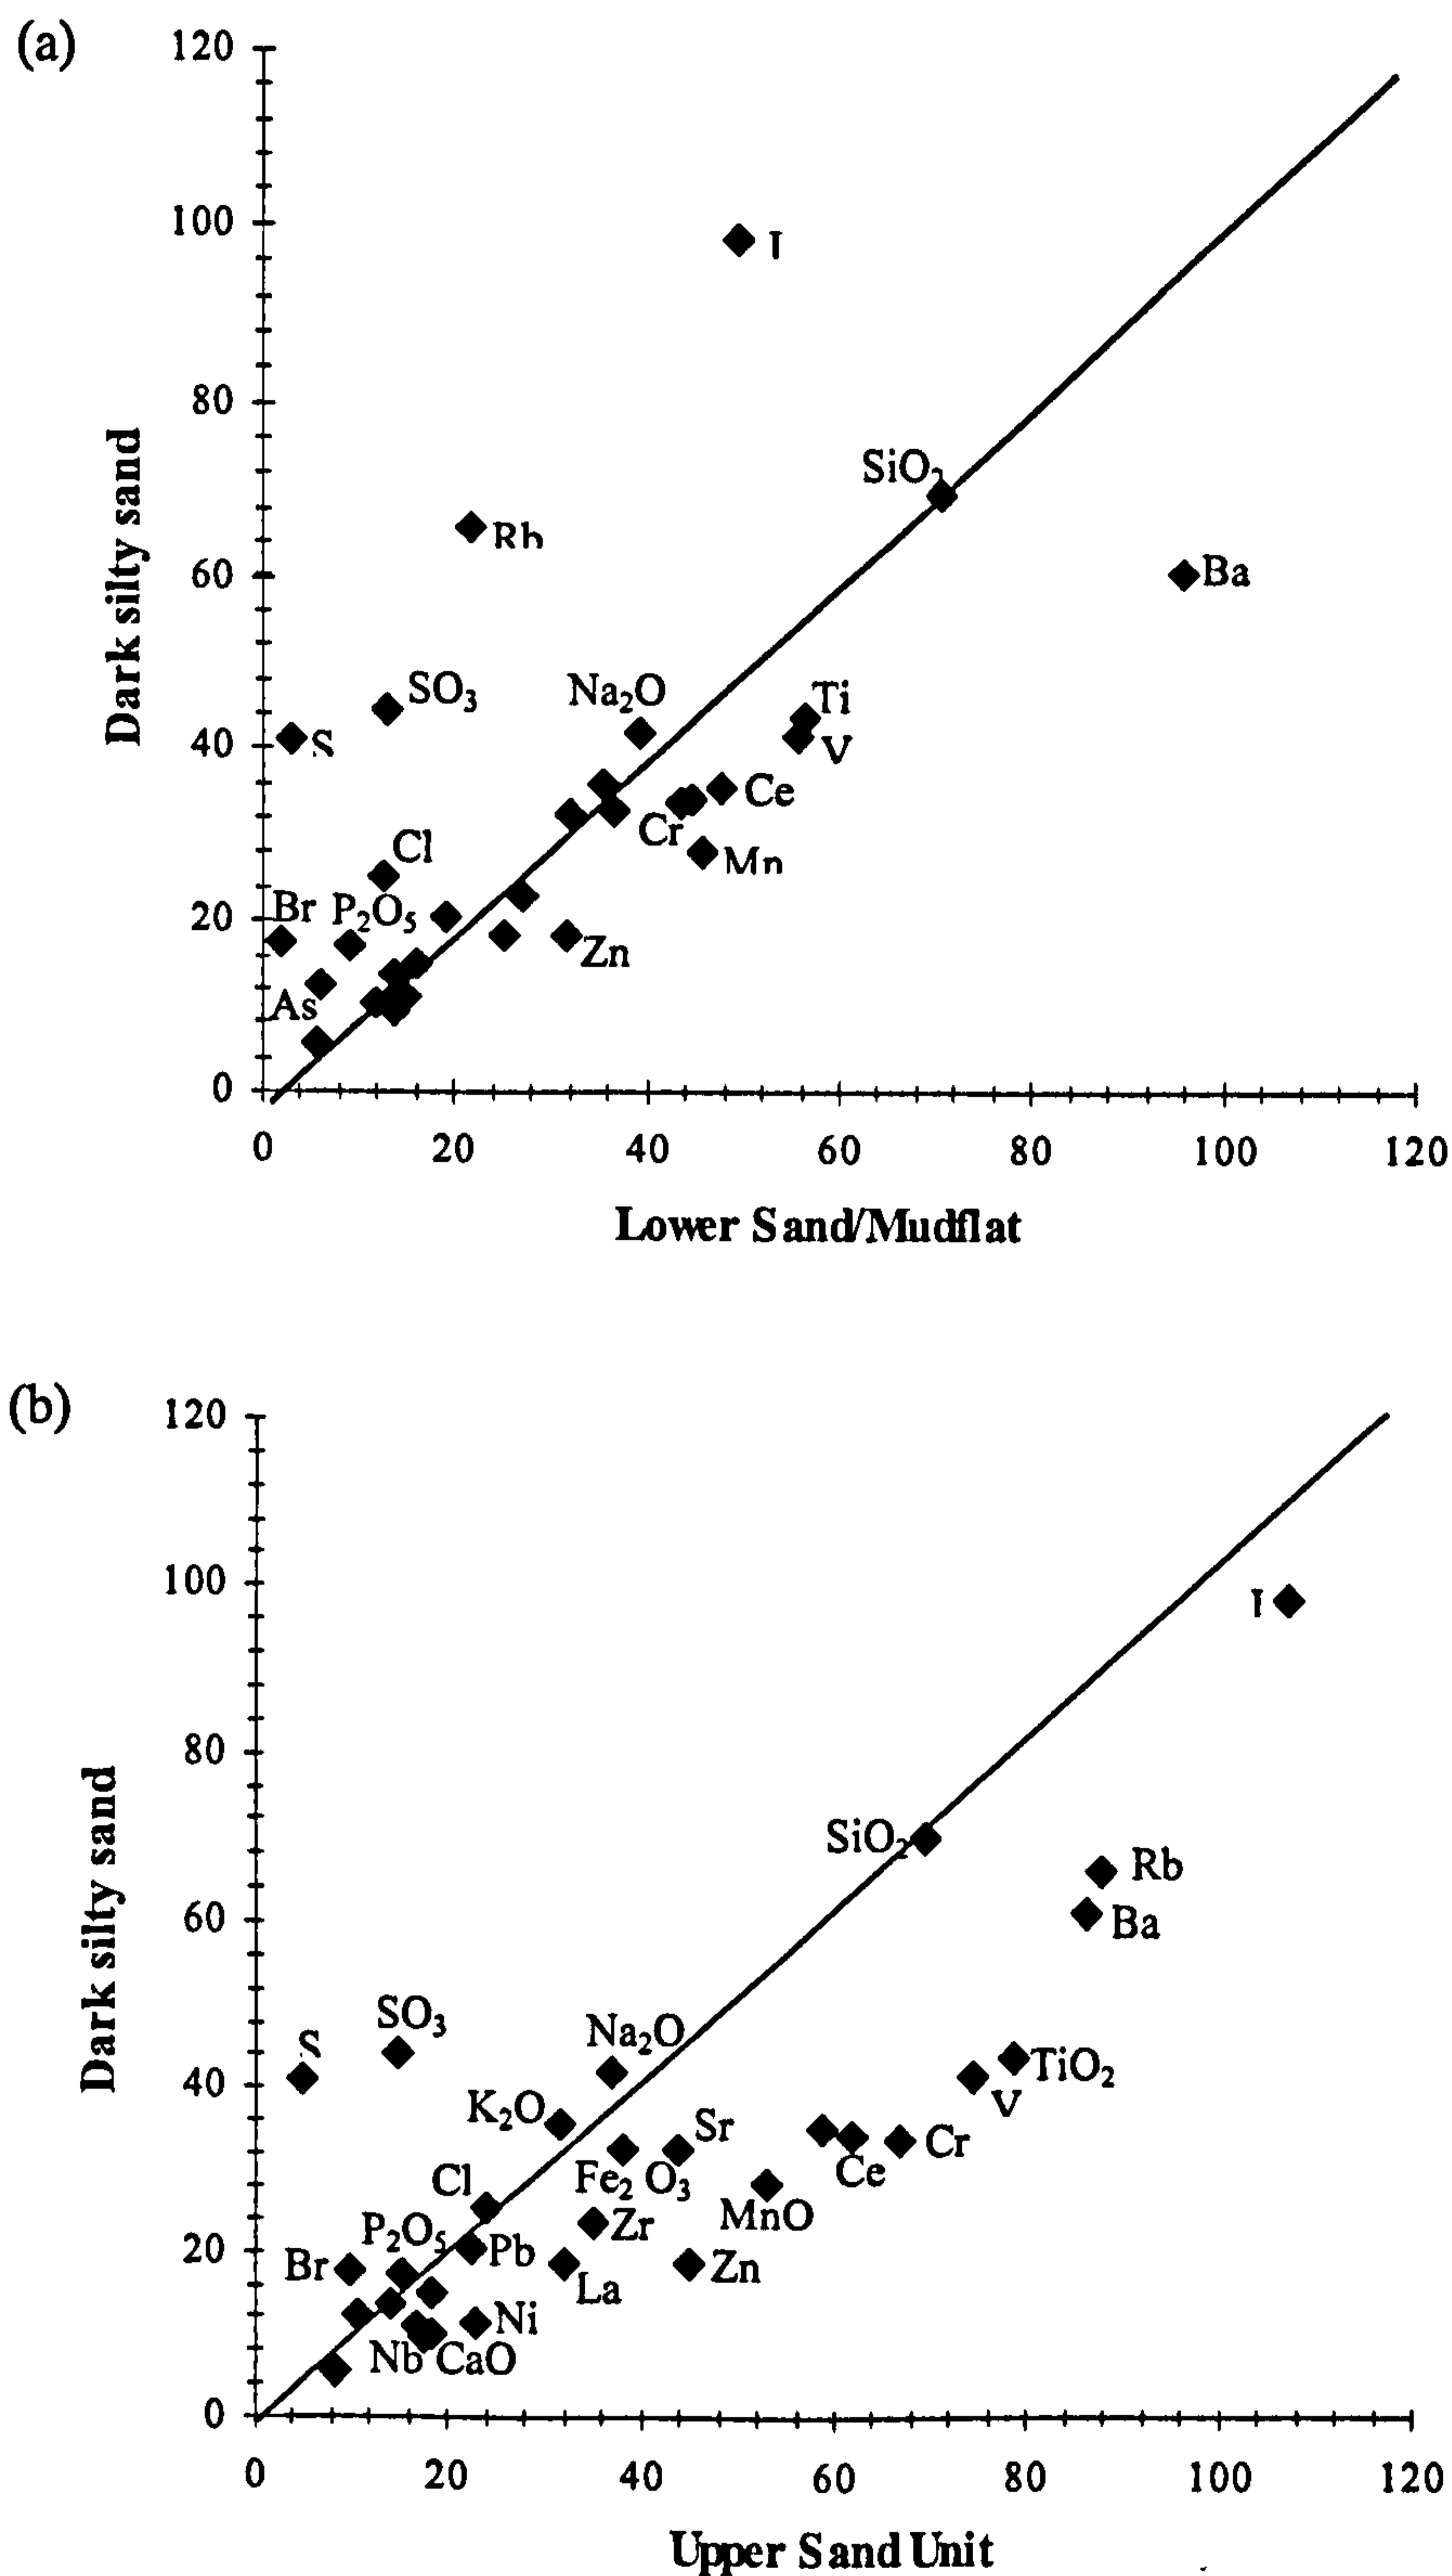 (a)
120
100
80
60
40
20
0
Dark silty sand
I
SiO₂
Rb
Ba
SO₃
Na₂O
Ti
S
V
Ce
Cr
Cl
Mn
Br P₂O₅
Zn
As
0 20 40 60 80 100 120
Lower Sand/Mudflat
(b)
120
100
80
60
40
20
0
Dark silty sand
I
SiO₂
Rb
Ba
SO₃
Na₂O
S
TiO₂
K₂O
V
Sr
Cr
Fe₂O₃
Ce
Cl
MnO
P₂O₅
Zr
Br
Pb
Zn
La
Ni
Nb CaO
0 20 40 60 80 100 120
Upper Sand Unit